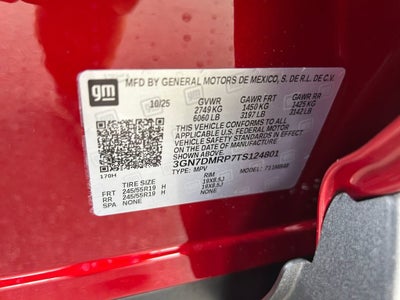 gm
MFD BY GENERAL MOTORS DE MEXICO, S. DE R.L. DE C.V.
10/25 GVWR GAWR FRT GAWR RR
2749 KG 1450 KG 1425 KG
6060 LB 3197 LB 3142 LB
THIS VEHICLE CONFORMS TO ALL
APPLICABLE U.S. FEDERAL MOTOR
VEHICLE SAFETY STANDARDS IN
EFFECT ON THE DATE OF
MANUFACTURE SHOWN ABOVE.
3GN7DMRP7TS124801
170H TYPE: MPV MODEL:
TIRE SIZE RIM
FRT 245/55R19 H 19X8.5J
RR 245/55R19 H 19X8.5J
SPA NONE